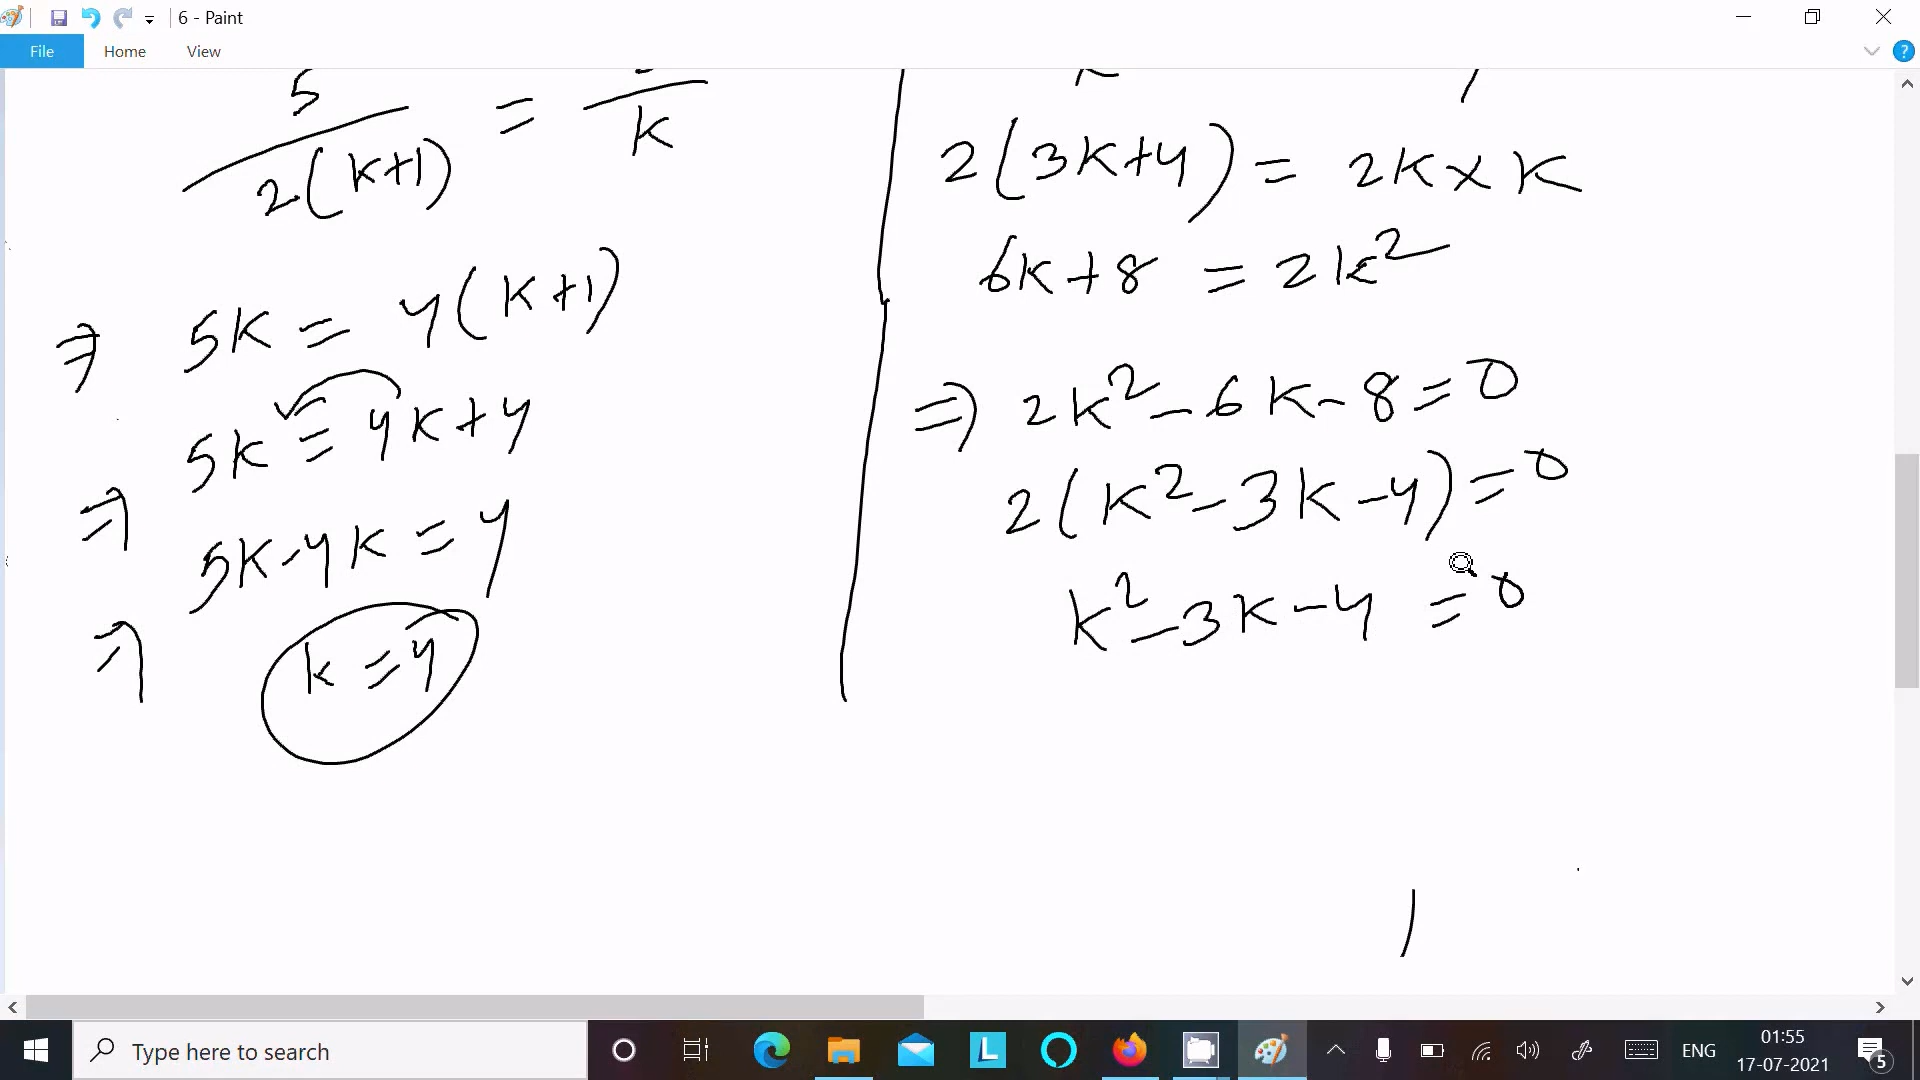 6 - Paint
File Home View
5/2(k+1) = /k
⇒ 5k = 4(k+1)
5k = 4k+4
⇒ 5k-4k = 4
⇒ k = 4
2(3k+4) = 2k×k
6k+8 = 2k²
⇒ 2k²-6k-8=0
2(k²-3k-4)=0
k²-3k-4 = 0
Type here to search
L
ENG
01:55
17-07-2021
5